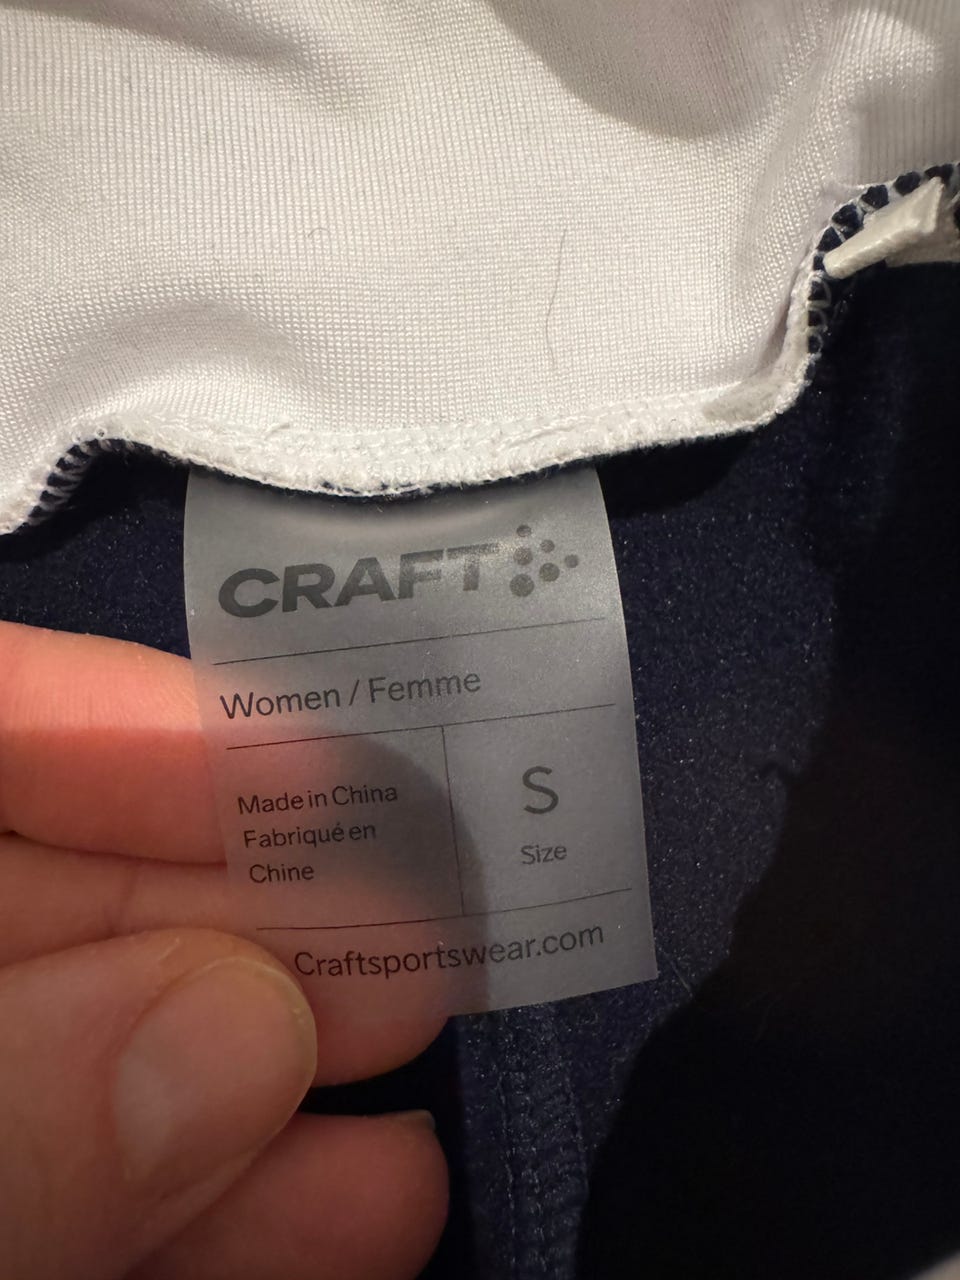 CRAFT
Women / Femme
Made in China
Fabriqué en
Chine
S
Size
Craftsportswear.com